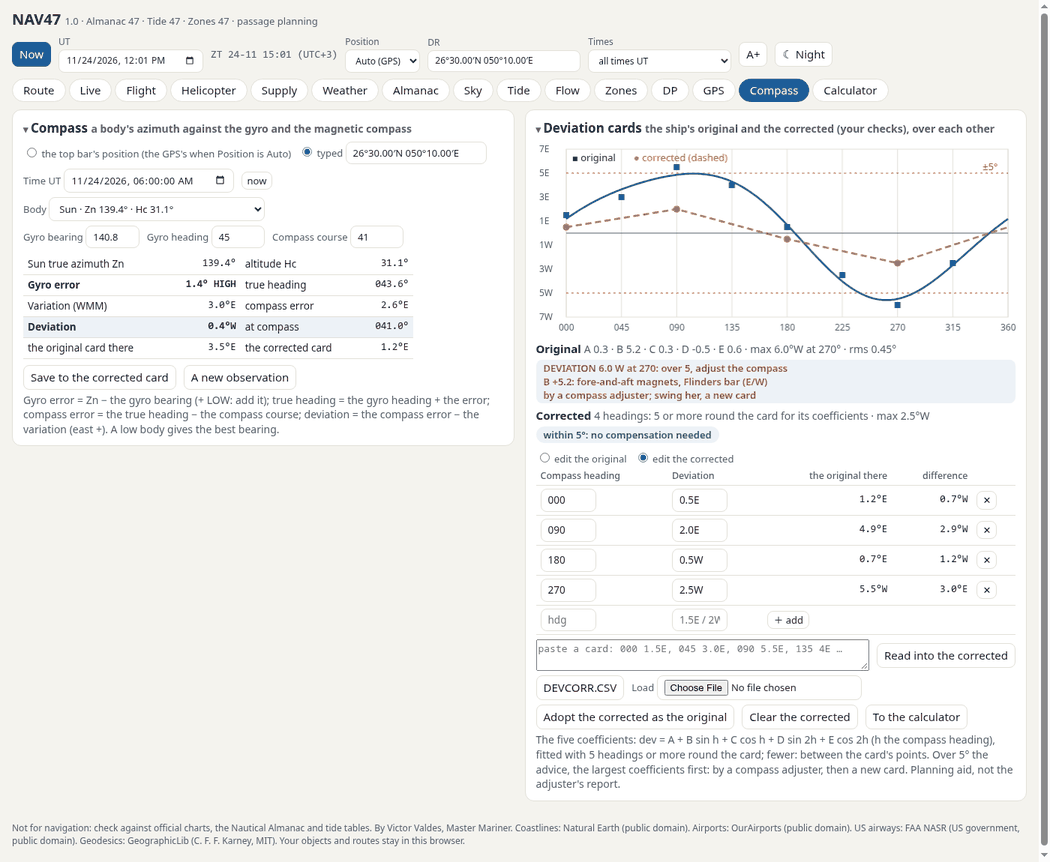 NAV47 1.0 · Almanac 47 · Tide 47 · Zones 47 · passage planning
UT
Position
DR
Times
Now
11/24/2026, 12:01 PM
ZT 24-11 15:01 (UTC+3)
Auto (GPS)
26°30.00′N 050°10.00′E
all times UT
A+
☾ Night
Route
Live
Flight
Helicopter
Supply
Weather
Almanac
Sky
Tide
Flow
Zones
DP
GPS
Compass
Calculator
▾ Compass a body's azimuth against the gyro and the magnetic compass
the top bar's position (the GPS's when Position is Auto)
typed
26°30.00′N 050°10.00′E
Time UT 11/24/2026, 06:00:00 AM
now
Body Sun · Zn 139.4° · Hc 31.1°
Gyro bearing 140.8 Gyro heading 45 Compass course 41
Sun true azimuth Zn 139.4° altitude Hc 31.1°
Gyro error 1.4° HIGH true heading 043.6°
Variation (WMM) 3.0°E compass error 2.6°E
Deviation 0.4°W at compass 041.0°
the original card there 3.5°E the corrected card 1.2°E
Save to the corrected card
A new observation
Gyro error = Zn − the gyro bearing (+ LOW: add it); true heading = the gyro heading + the error;
compass error = the true heading − the compass course; deviation = the compass error − the
variation (east +). A low body gives the best bearing.
▾ Deviation cards the ship's original and the corrected (your checks), over each other
■ original
● corrected (dashed)
±5°
7E
5E
3E
1E
1W
3W
5W
7W
000 045 090 135 180 225 270 315 360
Original A 0.3 · B 5.2 · C 0.3 · D -0.5 · E 0.6 · max 6.0°W at 270° · rms 0.45°
DEVIATION 6.0 W at 270: over 5, adjust the compass
B +5.2: fore-and-aft magnets, Flinders bar (E/W)
by a compass adjuster; swing her, a new card
Corrected 4 headings: 5 or more round the card for its coefficients · max 2.5°W
within 5°: no compensation needed
edit the original
edit the corrected
Compass heading Deviation the original there difference
000 0.5E 1.2°E 0.7°W ×
090 2.0E 4.9°E 2.9°W ×
180 0.5W 0.7°E 1.2°W ×
270 2.5W 5.5°W 3.0°E ×
hdg 1.5E / 2W + add
paste a card: 000 1.5E, 045 3.0E, 090 5.5E, 135 4E …
Read into the corrected
DEVCORR.CSV
Load
Choose File No file chosen
Adopt the corrected as the original
Clear the corrected
To the calculator
The five coefficients: dev = A + B sin h + C cos h + D sin 2h + E cos 2h (h the compass heading),
fitted with 5 headings or more round the card; fewer: between the card's points. Over 5° the
advice, the largest coefficients first: by a compass adjuster, then a new card. Planning aid, not the
adjuster's report.
Not for navigation: check against official charts, the Nautical Almanac and tide tables. By Victor Valdes, Master Mariner. Coastlines: Natural Earth (public domain). Airports: OurAirports (public domain). US airways: FAA NASR (US government,
public domain). Geodesics: GeographicLib (C. F. F. Karney, MIT). Your objects and routes stay in this browser.